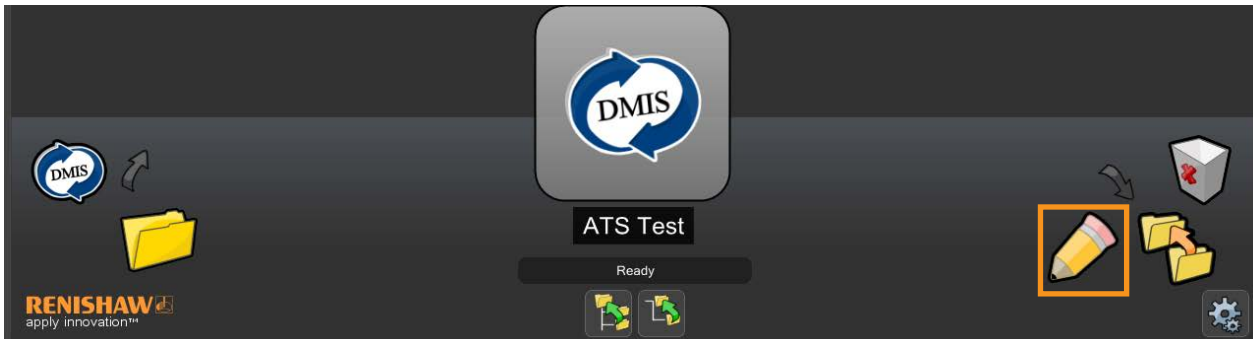 DMIS
DMIS
ATS Test
Ready
RENISHAW
apply innovation™